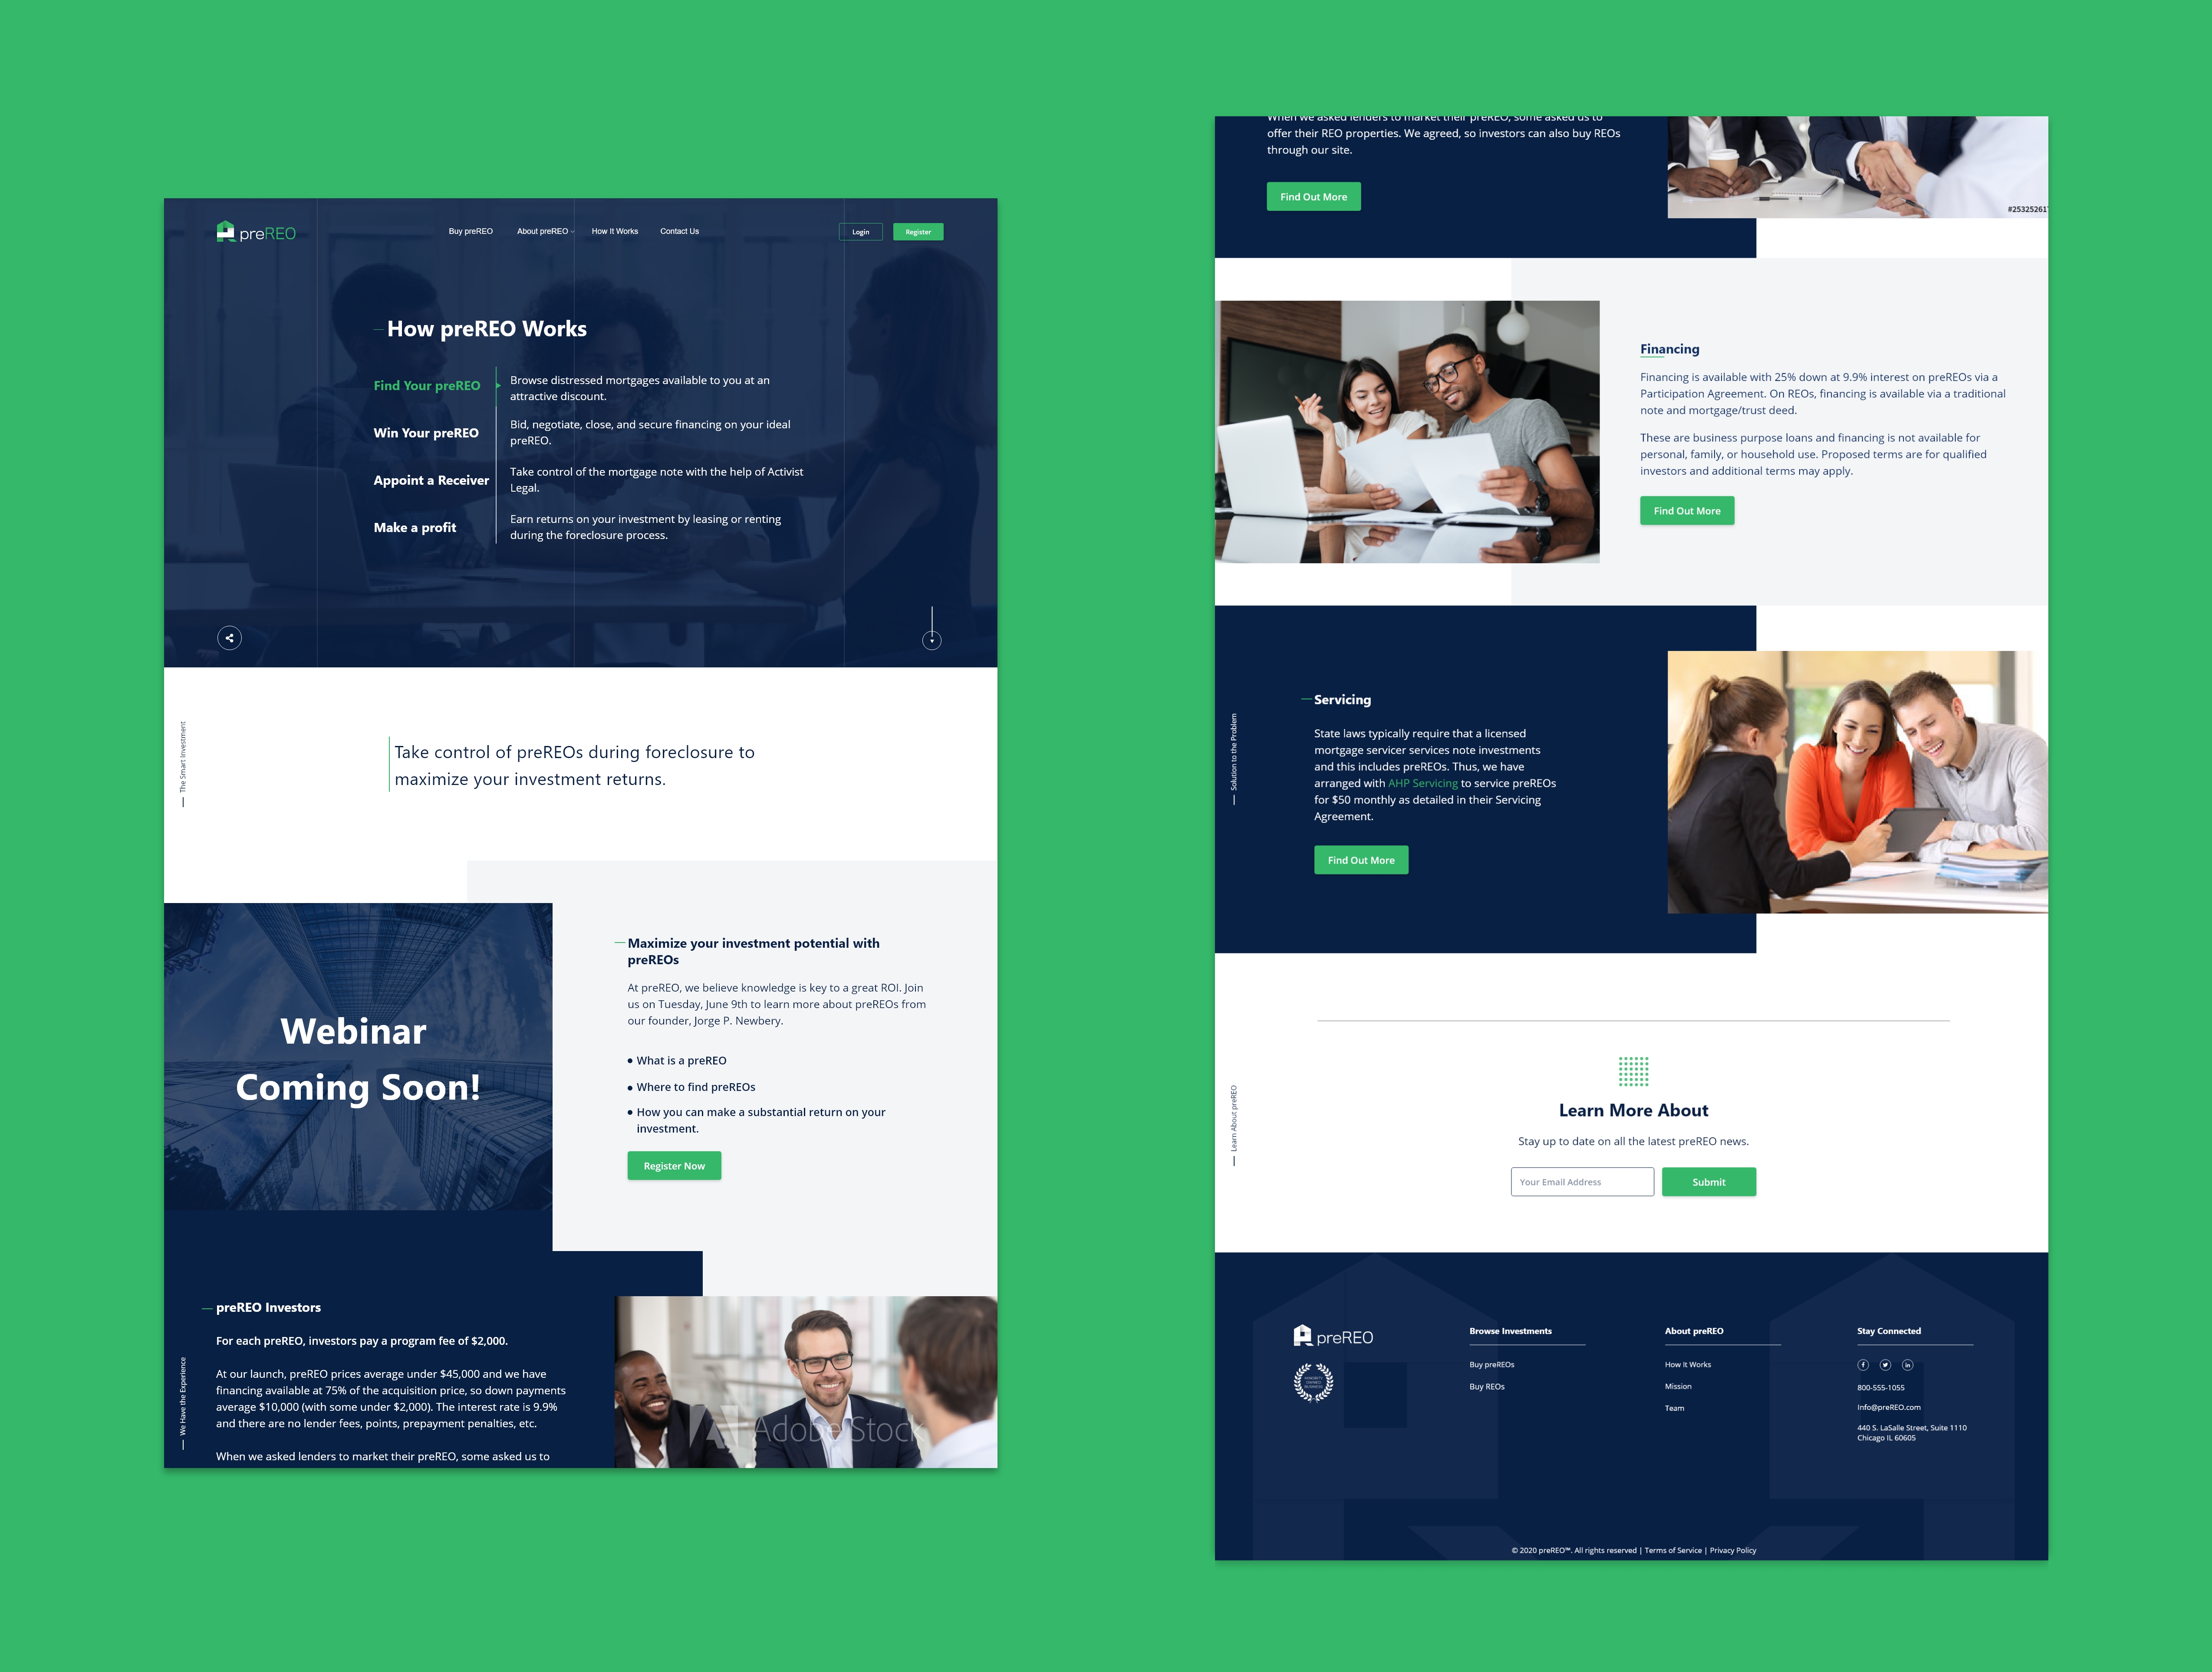 preREO
Buy preREO
About preREO
How It Works
Contact Us
Login
Register
How preREO Works
Find Your preREO
Browse distressed mortgages available to you at an
attractive discount.
Win Your preREO
Bid, negotiate, close, and secure financing on your ideal
preREO.
Appoint a Receiver
Take control of the mortgage note with the help of Activist
Legal.
Make a profit
Earn returns on your investment by leasing or renting
during the foreclosure process.
The Smart Investment
Take control of preREOs during foreclosure to
maximize your investment returns.
Webinar
Coming Soon!
Maximize your investment potential with
preREOs
At preREO, we believe knowledge is key to a great ROI. Join
us on Tuesday, June 9th to learn more about preREOs from
our founder, Jorge P. Newbery.
• What is a preREO
• Where to find preREOs
• How you can make a substantial return on your
investment.
Register Now
We Have the Experience
preREO Investors
For each preREO, investors pay a program fee of $2,000.
At our launch, preREO prices average under $45,000 and we have
financing available at 75% of the acquisition price, so down payments
average $10,000 (with some under $2,000). The interest rate is 9.9%
and there are no lender fees, points, prepayment penalties, etc.
When we asked lenders to market their preREO, some asked us to
Adobe Stock
When we asked lenders to market their preREO, some asked us to
offer their REO properties. We agreed, so investors can also buy REOs
through our site.
Find Out More
#25325261
Financing
Financing is available with 25% down at 9.9% interest on preREOs via a
Participation Agreement. On REOs, financing is available via a traditional
note and mortgage/trust deed.
These are business purpose loans and financing is not available for
personal, family, or household use. Proposed terms are for qualified
investors and additional terms may apply.
Find Out More
Solution to the Problem
Servicing
State laws typically require that a licensed
mortgage servicer services note investments
and this includes preREOs. Thus, we have
arranged with AHP Servicing to service preREOs
for $50 monthly as detailed in their Servicing
Agreement.
Find Out More
Learn About preREO
Learn More About
Stay up to date on all the latest preREO news.
Your Email Address
Submit
preREO
MINORITY
OWNED
BUSINESS
Browse Investments
Buy preREOs
Buy REOs
About preREO
How It Works
Mission
Team
Stay Connected
800-555-1055
Info@preREO.com
440 S. LaSalle Street, Suite 1110
Chicago IL 60605
© 2020 preREO℠. All rights reserved | Terms of Service | Privacy Policy